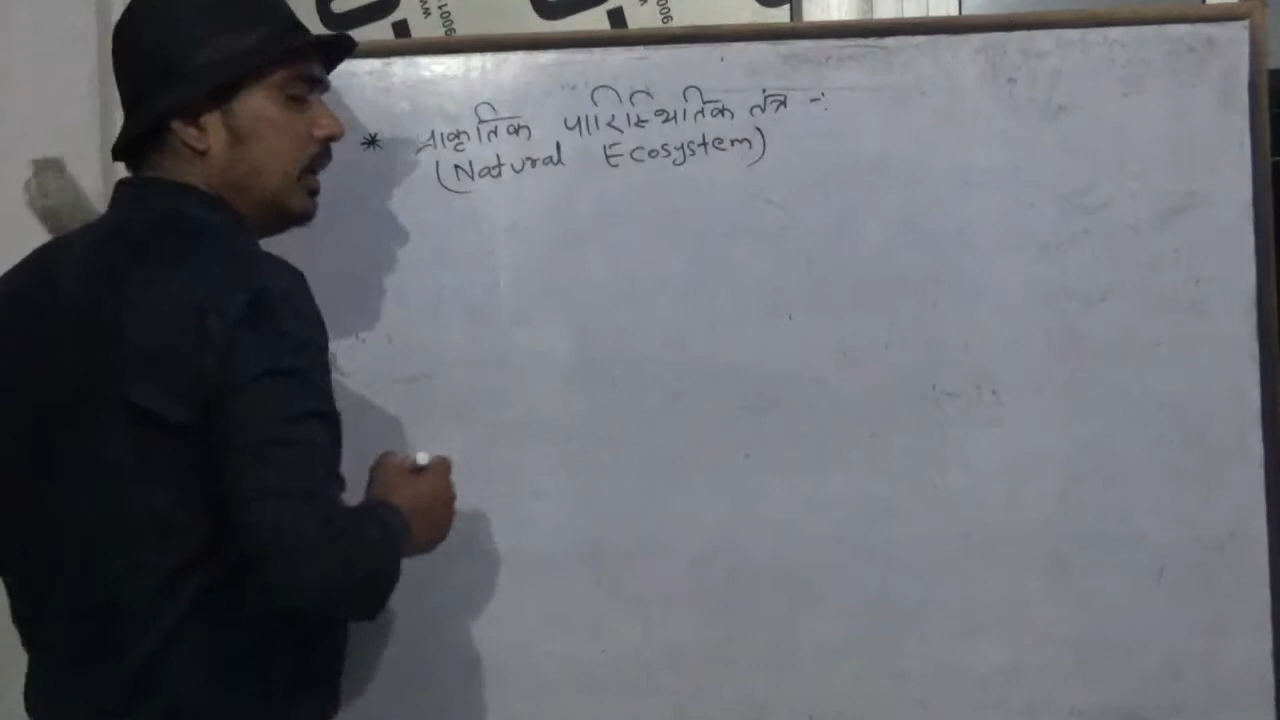 * प्राकृतिक पारिस्थितिक तंत्र -:
(Natural Ecosystem)